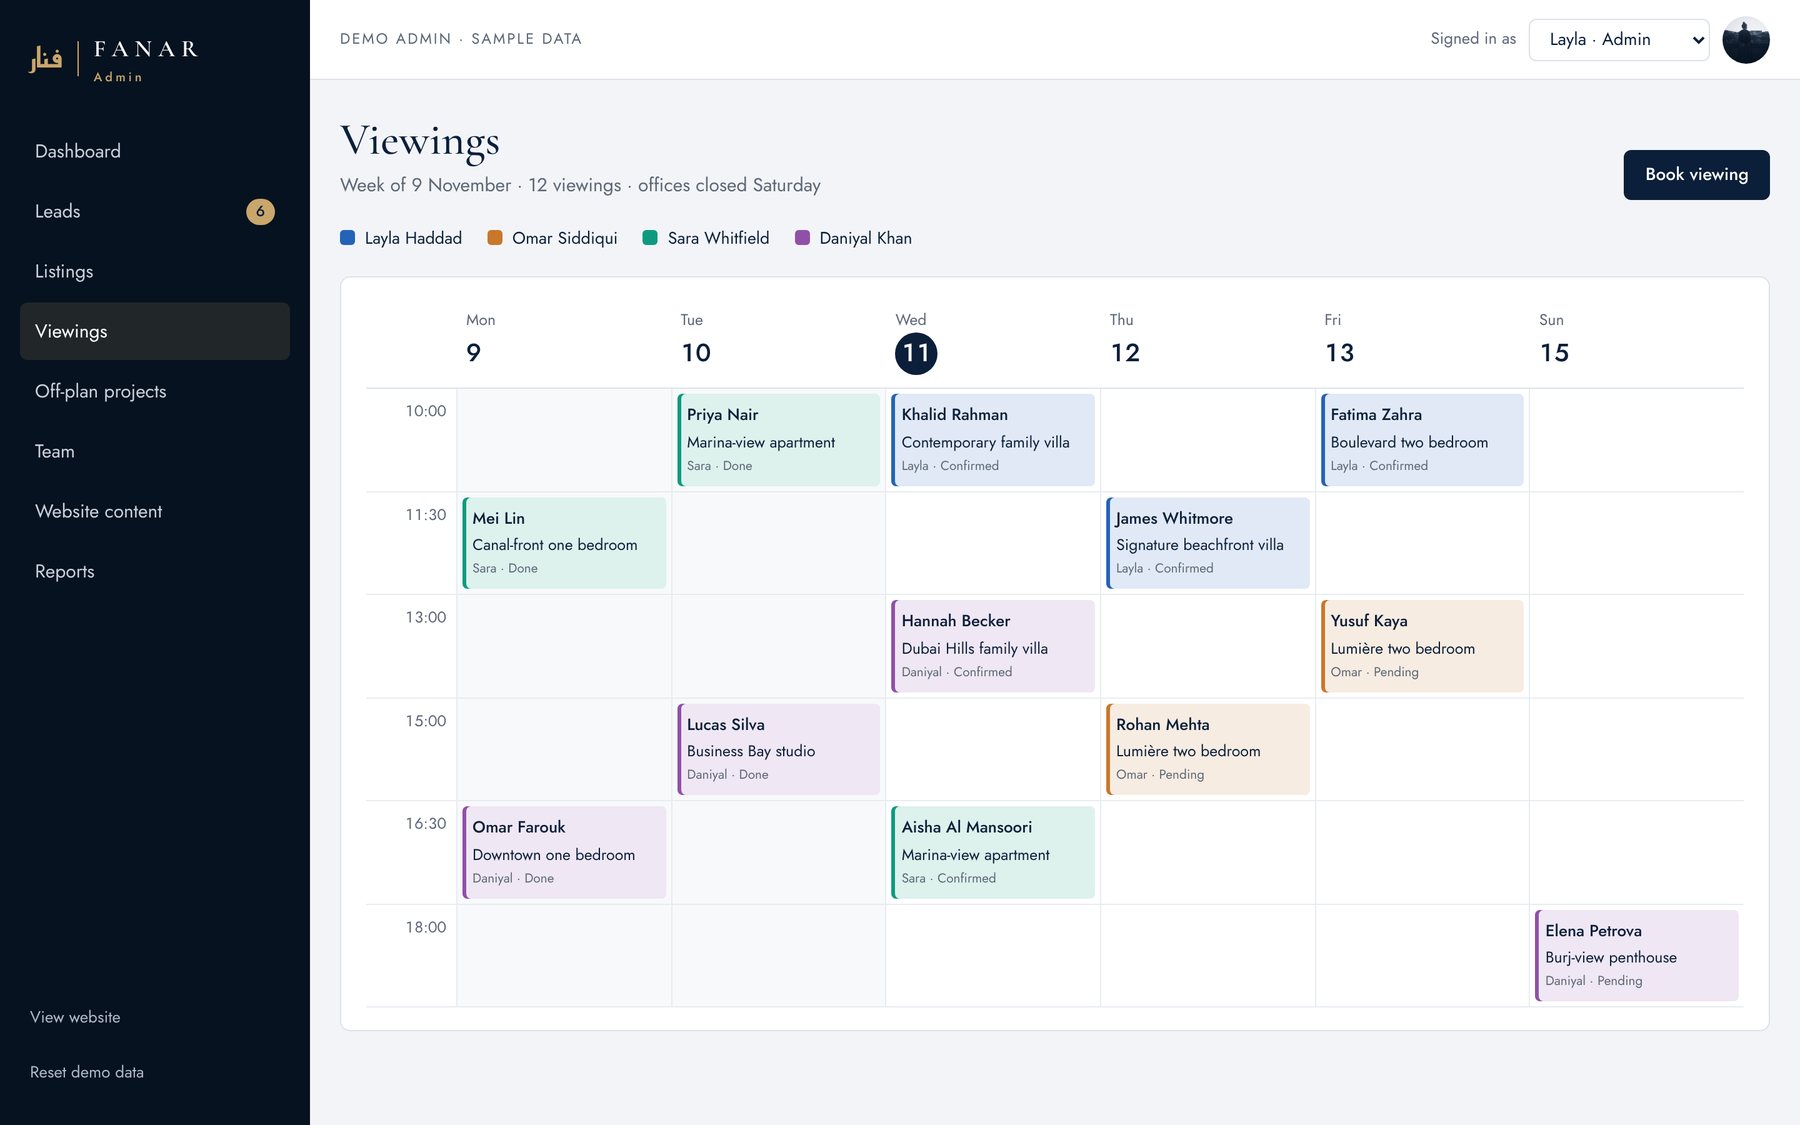 فنار
FANAR
Admin
Dashboard
Leads 6
Listings
Viewings
Off-plan projects
Team
Website content
Reports
View website
Reset demo data
DEMO ADMIN · SAMPLE DATA
Signed in as Layla · Admin
Viewings
Week of 9 November · 12 viewings · offices closed Saturday
Book viewing
Layla Haddad Omar Siddiqui Sara Whitfield Daniyal Khan
Mon Tue Wed Thu Fri Sun
9 10 11 12 13 15
10:00
Priya Nair
Marina-view apartment
Sara · Done
Khalid Rahman
Contemporary family villa
Layla · Confirmed
Fatima Zahra
Boulevard two bedroom
Layla · Confirmed
11:30
Mei Lin
Canal-front one bedroom
Sara · Done
James Whitmore
Signature beachfront villa
Layla · Confirmed
13:00
Hannah Becker
Dubai Hills family villa
Daniyal · Confirmed
Yusuf Kaya
Lumière two bedroom
Omar · Pending
15:00
Lucas Silva
Business Bay studio
Daniyal · Done
Rohan Mehta
Lumière two bedroom
Omar · Pending
16:30
Omar Farouk
Downtown one bedroom
Daniyal · Done
Aisha Al Mansoori
Marina-view apartment
Sara · Confirmed
18:00
Elena Petrova
Burj-view penthouse
Daniyal · Pending